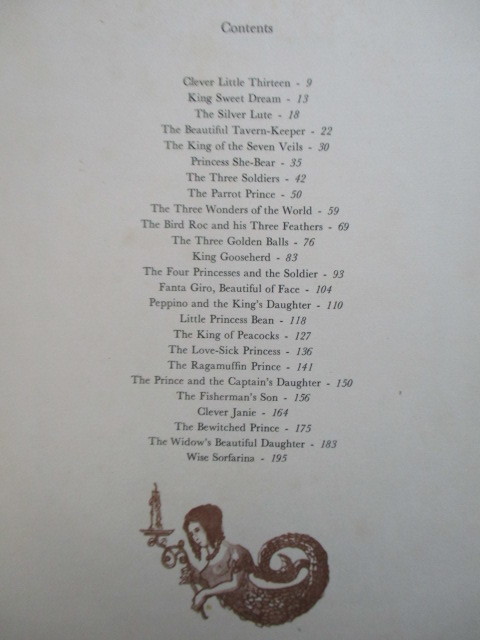 Contents
Clever Little Thirteen - 9
King Sweet Dream - 13
The Silver Lute - 18
The Beautiful Tavern-Keeper - 22
The King of the Seven Veils - 30
Princess She-Bear - 35
The Three Soldiers - 42
The Parrot Prince - 50
The Three Wonders of the World - 59
The Bird Roc and his Three Feathers - 69
The Three Golden Balls - 76
King Gooseherd - 83
The Four Princesses and the Soldier - 93
Fanta Giro, Beautiful of Face - 104
Peppino and the King's Daughter - 110
Little Princess Bean - 118
The King of Peacocks - 127
The Love-Sick Princess - 136
The Ragamuffin Prince - 141
The Prince and the Captain's Daughter - 150
The Fisherman's Son - 156
Clever Janie - 164
The Bewitched Prince - 175
The Widow's Beautiful Daughter - 183
Wise Sorfarina - 195